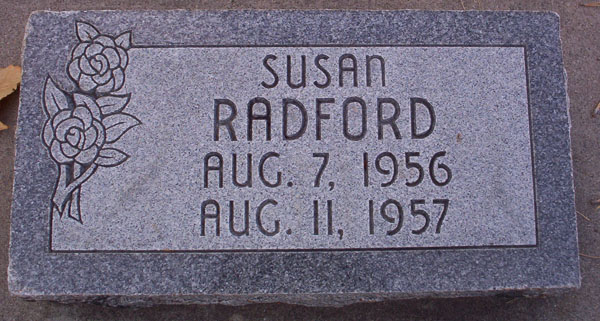 SUSAN
RADFORD
AUG. 7, 1956
AUG. 11, 1957